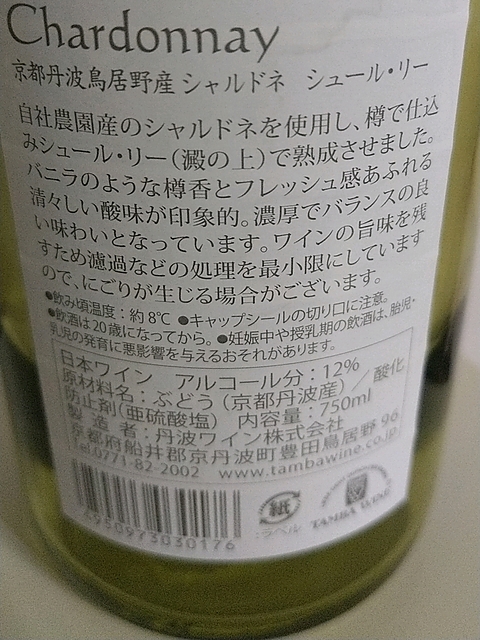 Chardonnay
京都丹波鳥居野産 シャルドネ　シュール・リー
自社農園産のシャルドネを使用し、樽で仕込
みシュール・リー(澱の上)で熟成させました。
バニラのような樽香とフレッシュ感あふれる
清々しい酸味が印象的。濃厚でバランスの良
い味わいとなっています。ワインの旨味を残
すため濾過などの処理を最小限にしています
ので、にごりが生じる場合がございます。
●飲み頃温度：約8℃ ●キャップシールの切り口に注意。
●飲酒は20歳になってから。●妊娠中や授乳期の飲酒は、胎児・
乳児の発育に悪影響を与えるおそれがあります。
日本ワイン　アルコール分：12%
原材料名：ぶどう(京都丹波産)／酸化
防止剤(亜硫酸塩)　内容量：750ml
製 造 者：丹波ワイン株式会社
京都府船井郡京丹波町豊田鳥居野 96
Tel.0771-82-2002　www.tambawine.co.jp
4950973030176
紙
：ラベル
TAMBA WINE